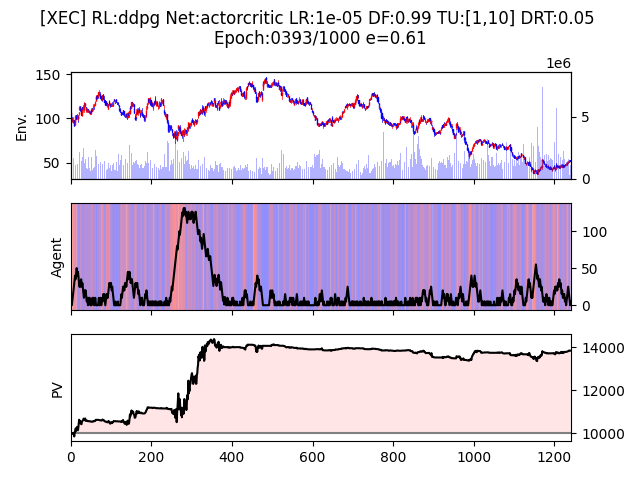 [XEC] RL:ddpg Net:actorcritic LR:1e-05 DF:0.99 TU:[1,10] DRT:0.05
Epoch:0393/1000 e=0.61
1e6
150
100
50
Env.
5
0
Agent
100
50
0
PV
14000
12000
10000
0 200 400 600 800 1000 1200